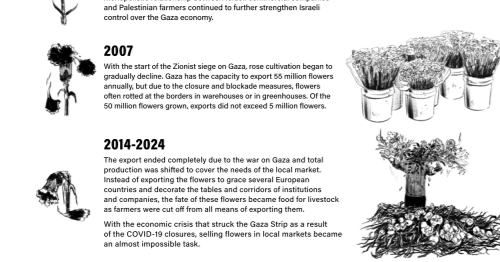 and Palestinian farmers continued to further strengthen Israeli
control over the Gaza economy.
2007
With the start of the Zionist siege on Gaza, rose cultivation began to
gradually decline. Gaza has the capacity to export 55 million flowers
annually, but due to the closure and blockade measures, flowers
often rotted at the borders in warehouses or in greenhouses. Of the
50 million flowers grown, exports did not exceed 5 million flowers.
2014-2024
The export ended completely due to the war on Gaza and total
production was shifted to cover the needs of the local market.
Instead of exporting the flowers to grace several European
countries and decorate the tables and corridors of institutions
and companies, the fate of these flowers became food for livestock
as farmers were cut off from all means of exporting them.
With the economic crisis that struck the Gaza Strip as a result
of the COVID-19 closures, selling flowers in local markets became
an almost impossible task.